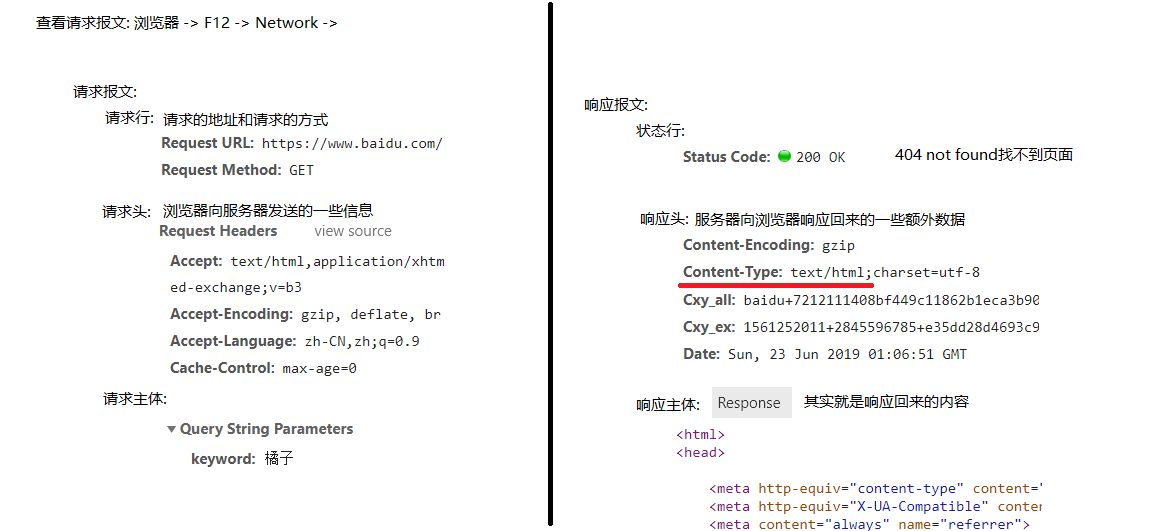 查看请求报文: 浏览器 -> F12 -> Network ->
请求报文:
请求行: 请求的地址和请求的方式
Request URL: https://www.baidu.com/
Request Method: GET
请求头: 浏览器向服务器发送的一些信息
Request Headers view source
Accept: text/html,application/xhtm
ed-exchange;v=b3
Accept-Encoding: gzip, deflate, br
Accept-Language: zh-CN,zh;q=0.9
Cache-Control: max-age=0
请求主体:
Query String Parameters
keyword: 橘子
响应报文:
状态行:
Status Code: 200 OK 404 not found找不到页面
响应头: 服务器向浏览器响应回来的一些额外数据
Content-Encoding: gzip
Content-Type: text/html;charset=utf-8
Cxy_all: baidu+7212111408bf449c11862b1eca3b90
Cxy_ex: 1561252011+2845596785+e35dd28d4693c9
Date: Sun, 23 Jun 2019 01:06:51 GMT
响应主体: Response 其实就是响应回来的内容
<html>
<head>
<meta http-equiv="content-type" content='
<meta http-equiv="X-UA-Compatible" conter
<meta content="always" name="referrer">